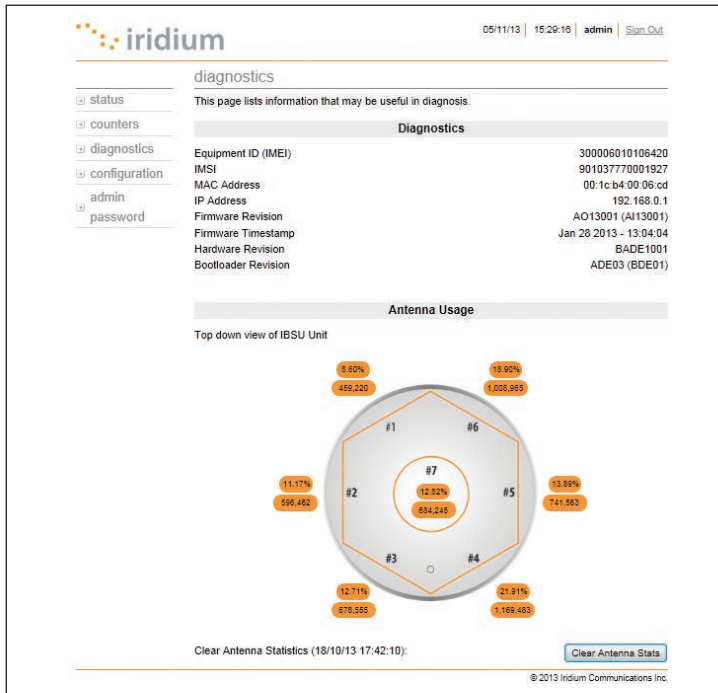 iridium
05/11/13 | 15:29:16 | admin | Sign Out
diagnostics
status
counters
diagnostics
configuration
admin
password
This page lists information that may be useful in diagnosis.
Diagnostics
Equipment ID (IMEI) 300006010106420
IMSI 901037770001927
MAC Address 00:1c:b4:00:06:cd
IP Address 192.168.0.1
Firmware Revision AO13001 (AI13001)
Firmware Timestamp Jan 28 2013 - 13:04:04
Hardware Revision BADE1001
Bootloader Revision ADE03 (BDE01)
Antenna Usage
Top down view of IBSU Unit
8.60%
459,220
18.90%
1,008,965
#1
#6
11.17%
596,462
#2
#7
12.82%
684,245
#5
13.89%
741,563
#3
#4
12.71%
678,555
21.91%
1,169,483
Clear Antenna Statistics (18/10/13 17:42:10):
Clear Antenna Stats
© 2013 Iridium Communications Inc.